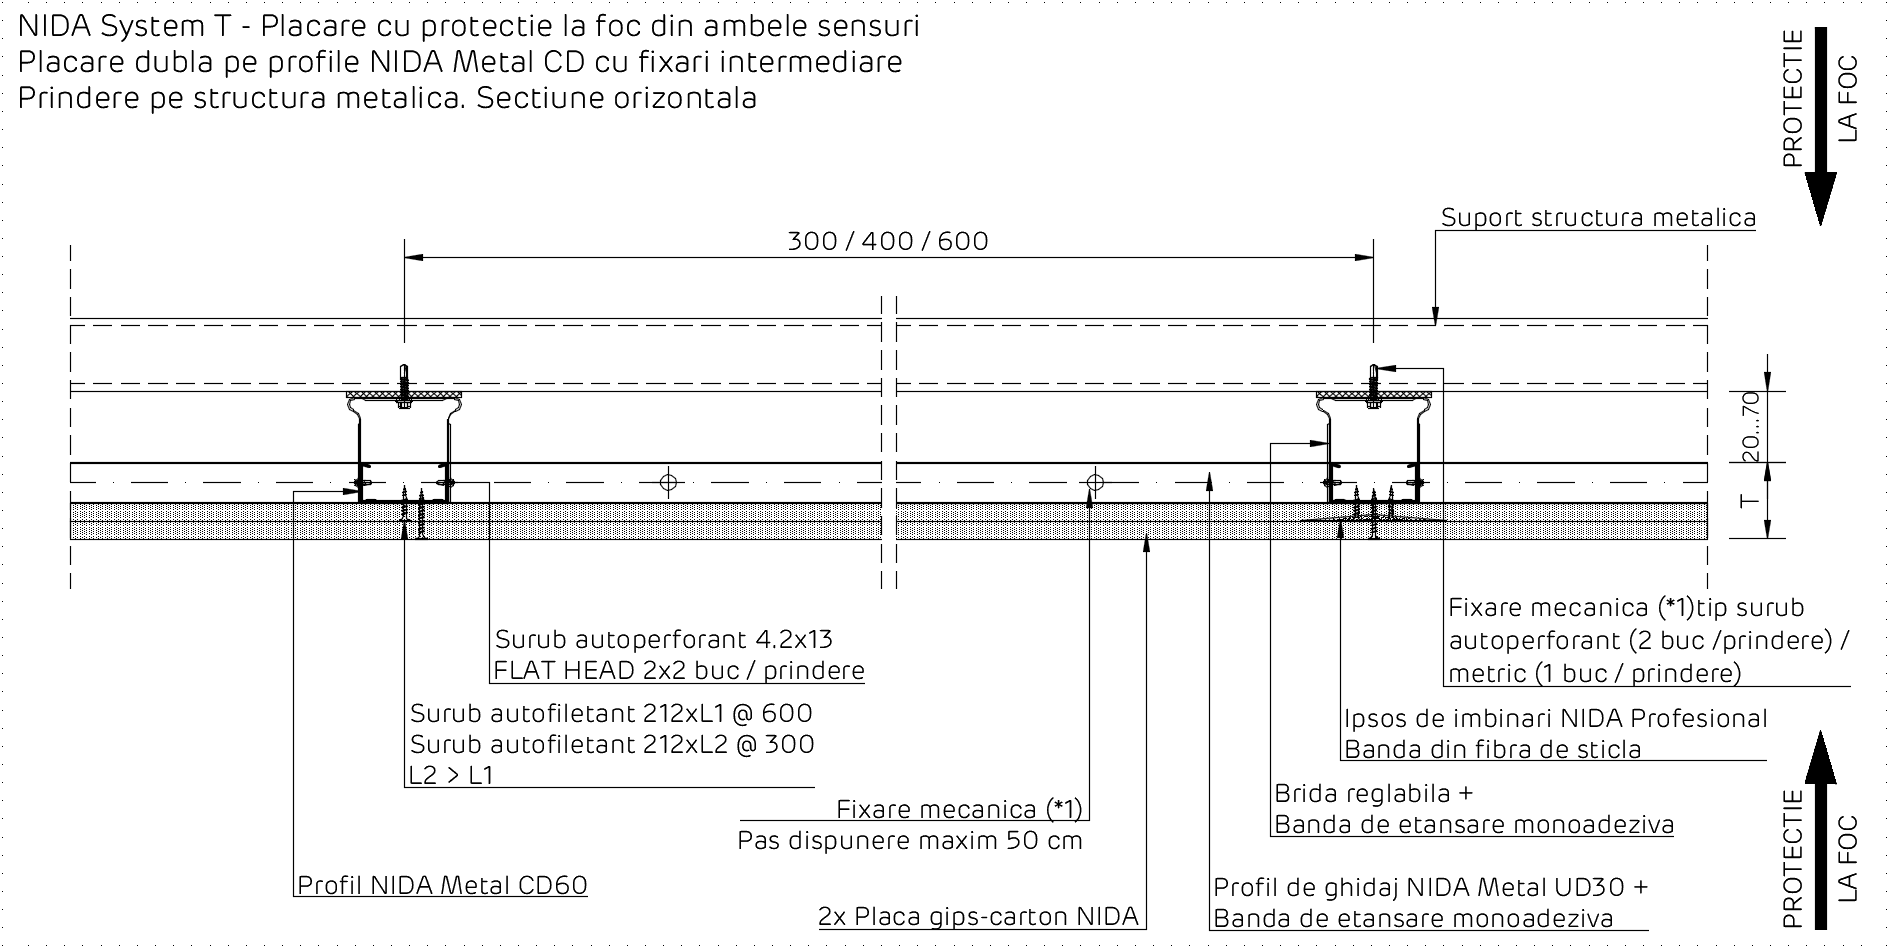 NIDA System T - Placare cu protectie la foc din ambele sensuri
Placare dubla pe profile NIDA Metal CD cu fixari intermediare
Prindere pe structura metalica. Sectiune orizontala
PROTECTIE
LA FOC
Suport structura metalica
300 / 400 / 600
20...70
T
Fixare mecanica (*1)tip surub
autoperforant (2 buc /prindere) /
metric (1 buc / prindere)
Surub autoperforant 4.2x13
FLAT HEAD 2x2 buc / prindere
Surub autofiletant 212xL1 @ 600
Surub autofiletant 212xL2 @ 300
L2 > L1
Ipsos de imbinari NIDA Profesional
Banda din fibra de sticla
Brida reglabila +
Banda de etansare monoadeziva
Fixare mecanica (*1)
Pas dispunere maxim 50 cm
Profil NIDA Metal CD60
Profil de ghidaj NIDA Metal UD30 +
Banda de etansare monoadeziva
2x Placa gips-carton NIDA
PROTECTIE
LA FOC